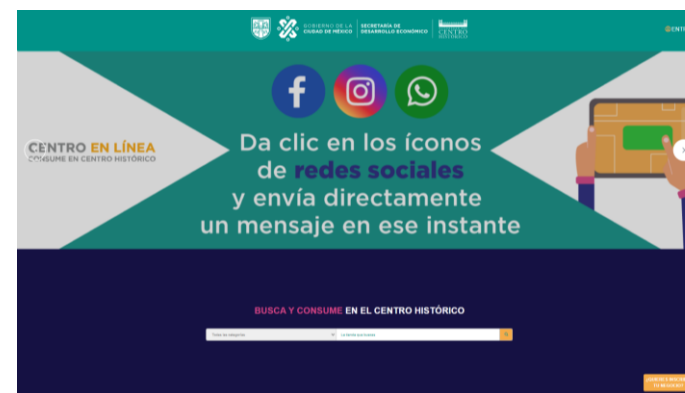 GOBIERNO DE LA
CIUDAD DE MÉXICO
SECRETARÍA DE
DESARROLLO ECONÓMICO
CENTRO
HISTÓRICO
CENTRO EN LÍNEA
CONSUME EN CENTRO HISTÓRICO
Da clic en los íconos
de redes sociales
y envía directamente
un mensaje en ese instante
BUSCA Y CONSUME EN EL CENTRO HISTÓRICO